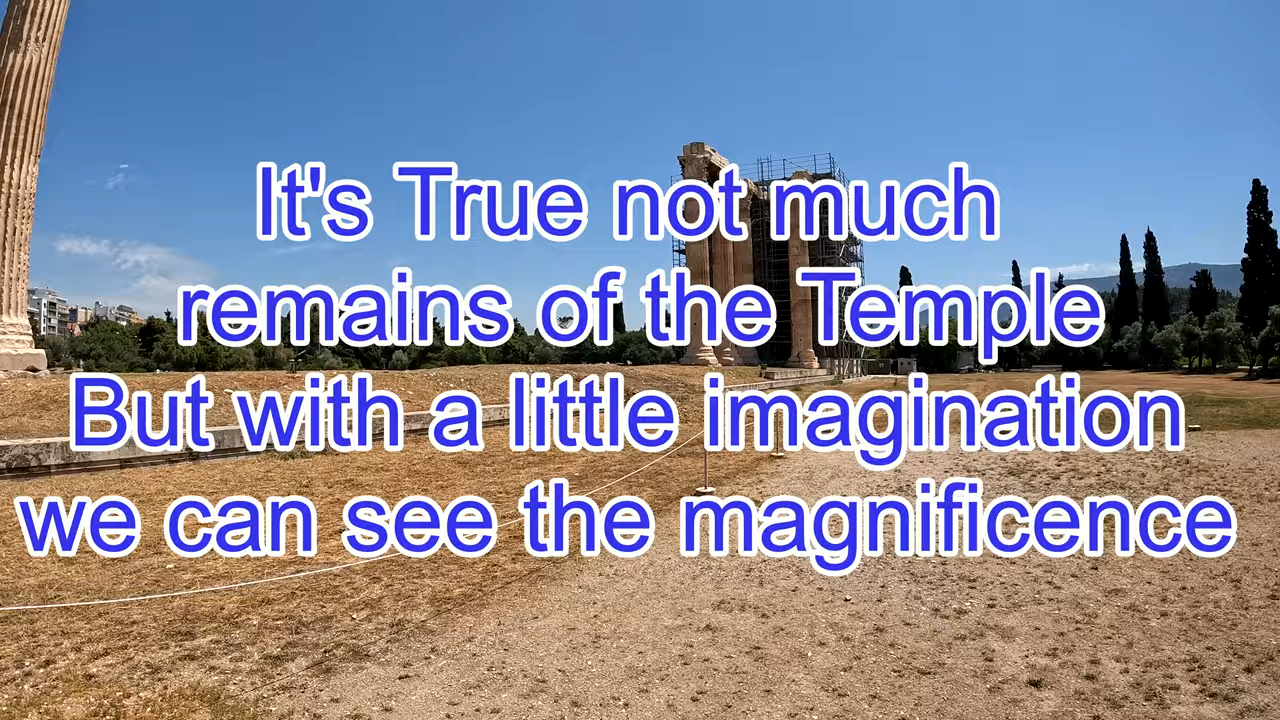 It's True not much
remains of the Temple
But with a little imagination
we can see the magnificence